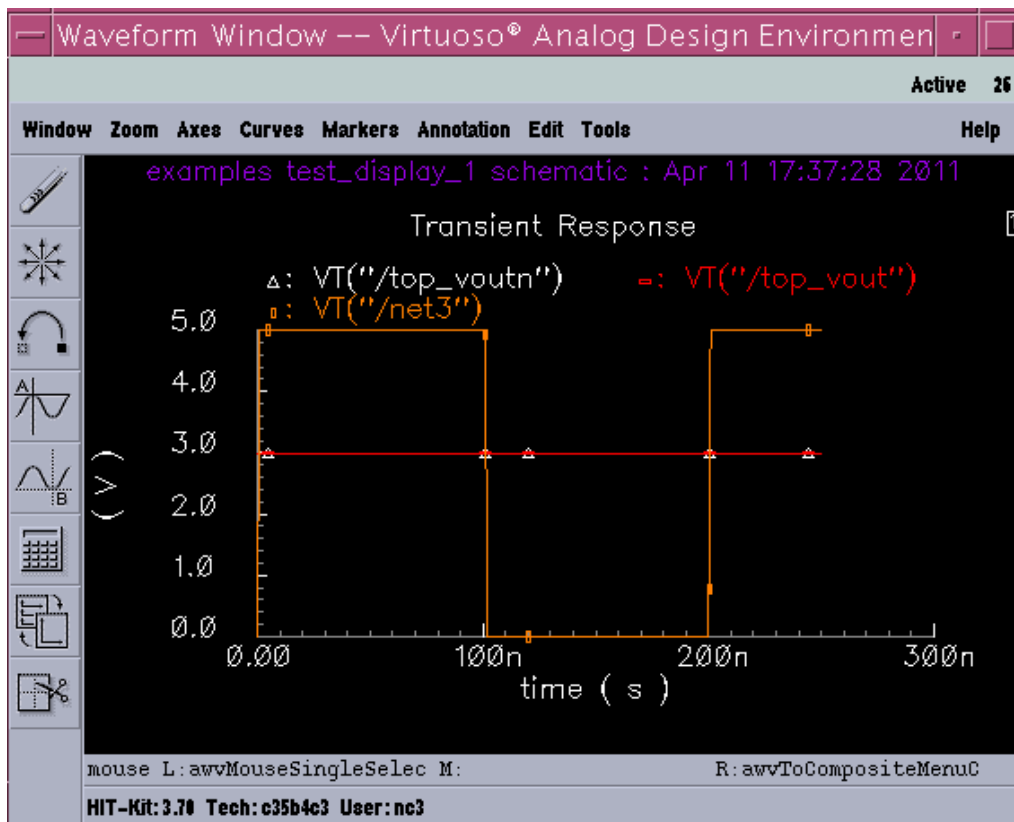 Waveform Window -- Virtuoso® Analog Design Environmen
Active 26
Window Zoom Axes Curves Markers Annotation Edit Tools Help
examples test_display_1 schematic : Apr 11 17:37:28 2011
Transient Response
▵: VT("/top_voutn") ▭: VT("/top_vout")
▯: VT("/net3")
5.0
4.0
3.0
2.0
1.0
0.0
(V)
0.00 100n 200n 300n
time ( s )
A
B
mouse L:awvMouseSingleSelec M: R:awvToCompositeMenuC
HIT-Kit:3.70 Tech:c35b4c3 User:nc3